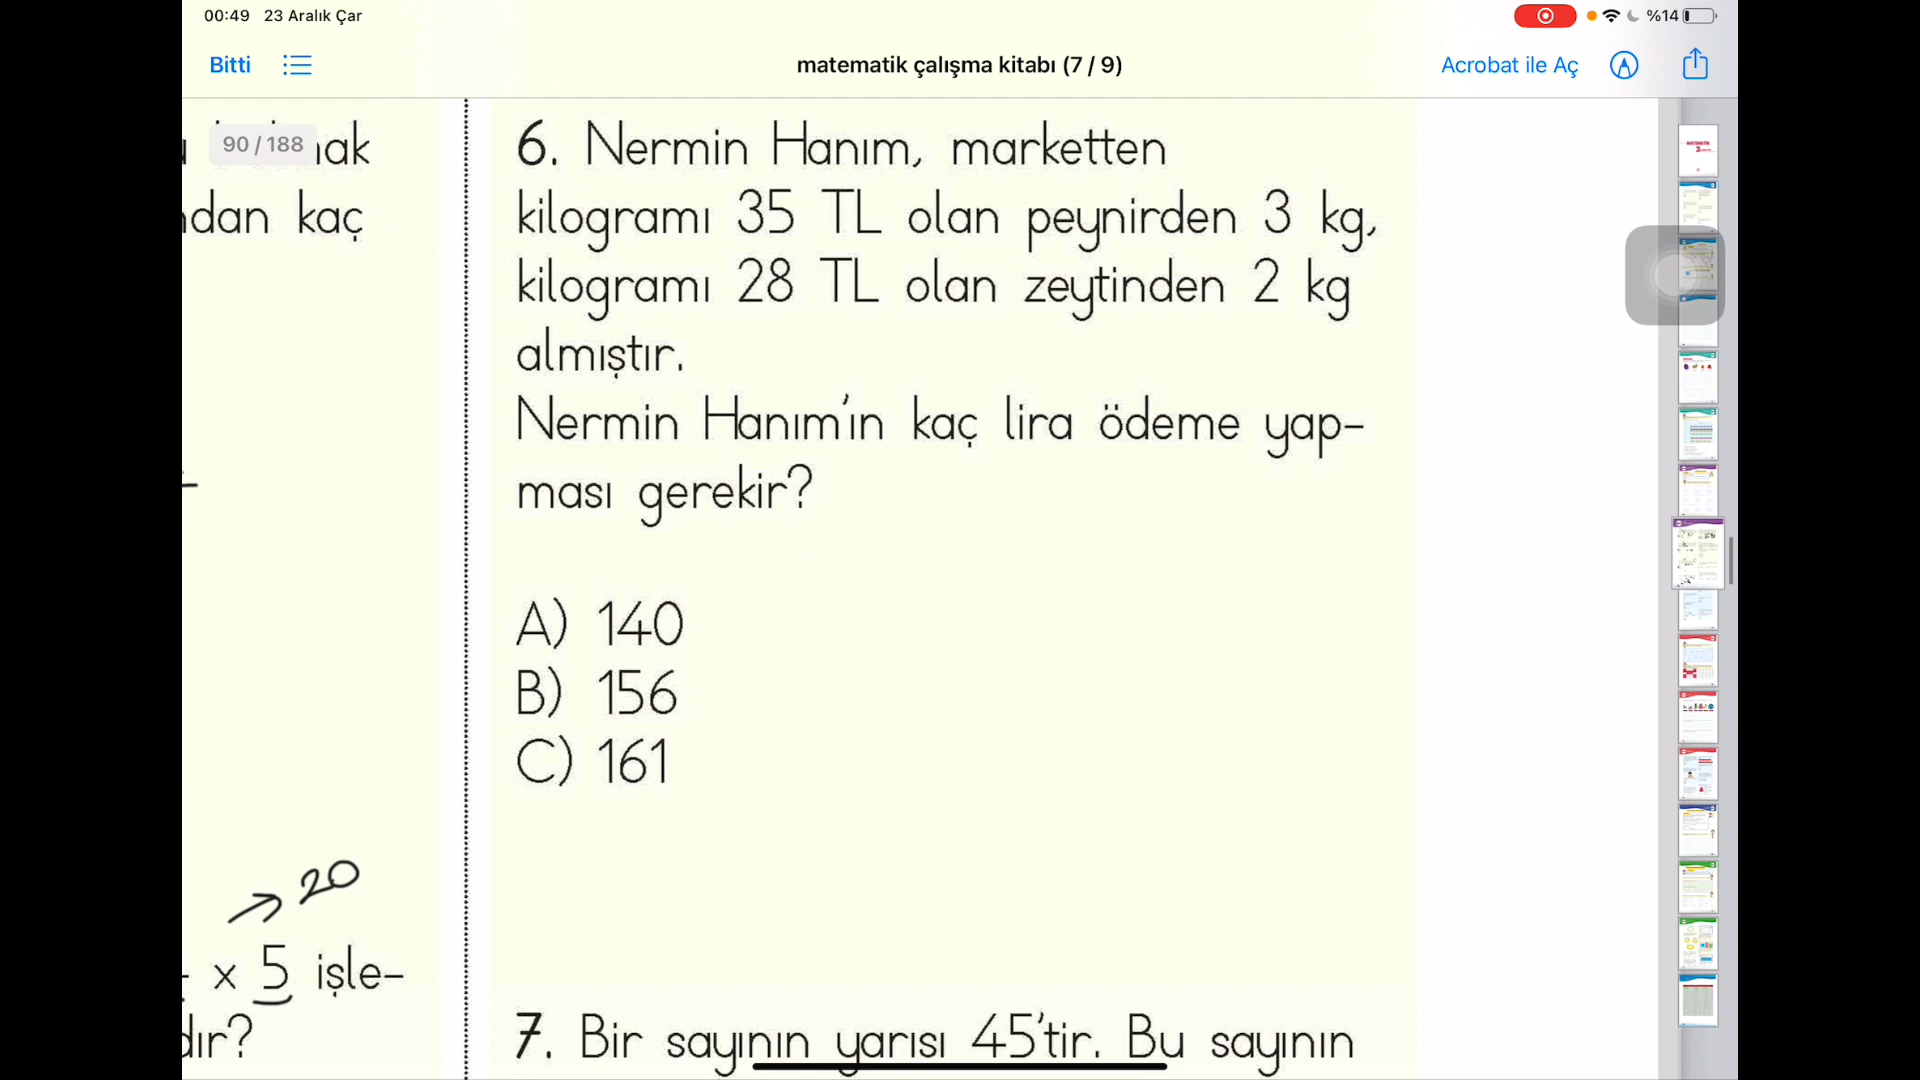 00:49 23 Aralık Çar
%14
Bitti
matematik çalışma kitabı (7 / 9)
Acrobat ile Aç
90 / 188
ak
dan kaç
20
x 5 işle-
dır?
6. Nermin Hanım, marketten
kilogramı 35 TL olan peynirden 3 kg,
kilogramı 28 TL olan zeytinden 2 kg
almıştır.
Nermin Hanım'ın kaç lira ödeme yap-
ması gerekir?
A) 140
B) 156
C) 161
7. Bir sayının yarısı 45'tir. Bu sayının